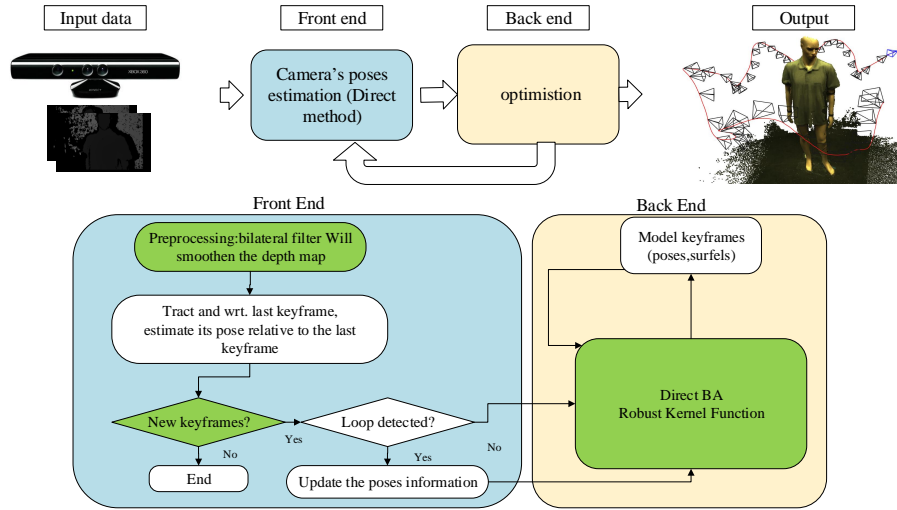 Input data
Front end
Back end
Output
XBOX 360
Camera's poses
estimation (Direct
method)
optimistion
Front End
Back End
Preprocessing:bilateral filter Will
smoothen the depth map
Tract and wrt. last keyframe,
estimate its pose relative to the last
keyframe
New keyframes?
Yes
Loop detected?
No
No
Yes
End
Update the poses information
Model keyframes
(poses,surfels)
Direct BA
Robust Kernel Function